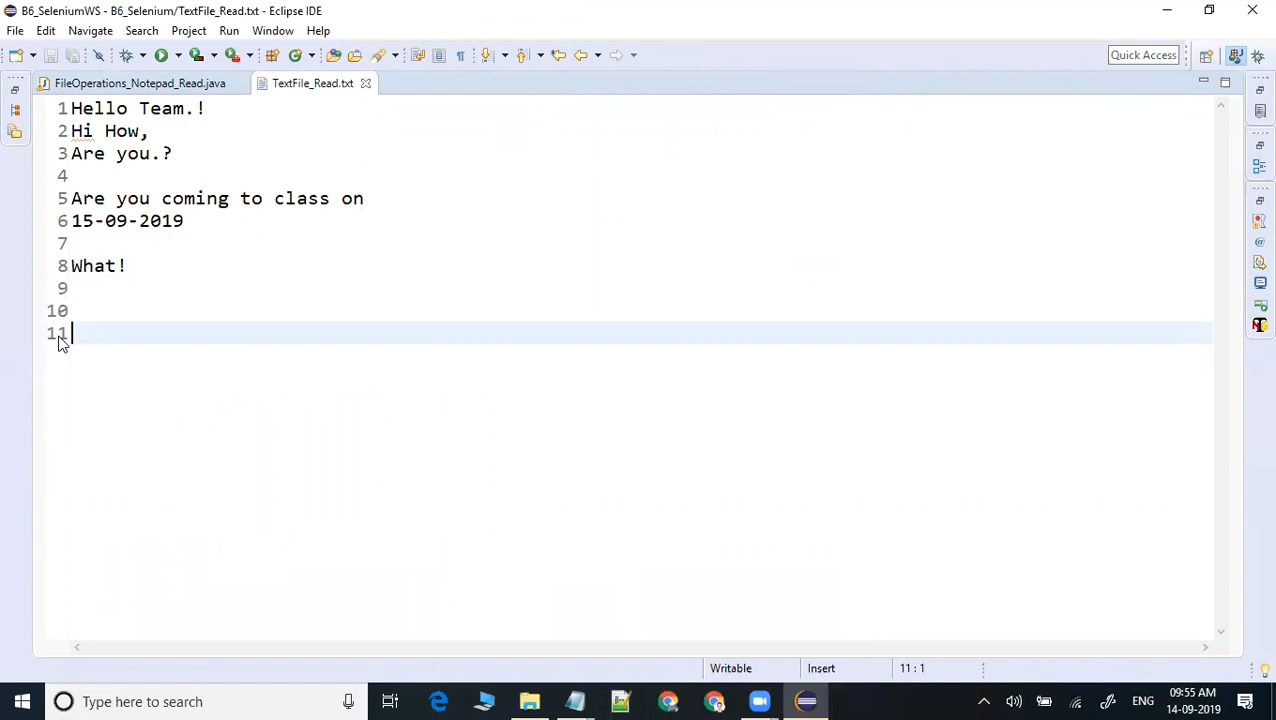 B6_SeleniumWS - B6_Selenium/TextFile_Read.txt - Eclipse IDE
File Edit Navigate Search Project Run Window Help
Quick Access
FileOperations_Notepad_Read.java TextFile_Read.txt
1 Hello Team.!
2 Hi How,
3 Are you.?
4
5 Are you coming to class on
6 15-09-2019
7
8 What!
9
10
11
Writable Insert 11 : 1
Type here to search
ENG
09:55 AM
14-09-2019